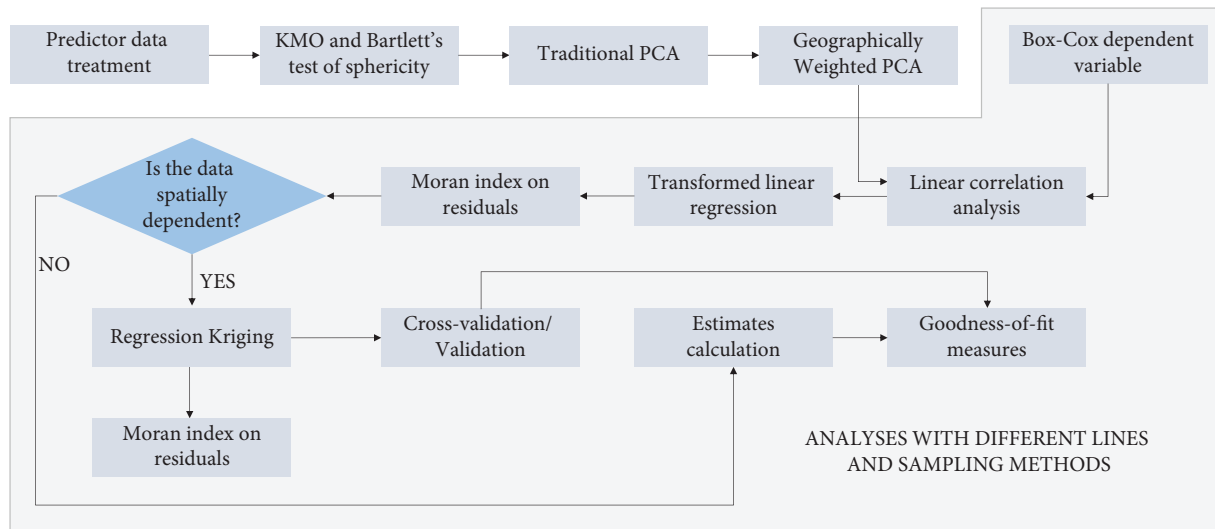 Predictor data
treatment
KMO and Bartlett's
test of sphericity
Traditional PCA
Geographically
Weighted PCA
Box-Cox dependent
variable
Is the data
spatially
dependent?
Moran index on
residuals
Transformed linear
regression
Linear correlation
analysis
NO
YES
Regression Kriging
Cross-validation/
Validation
Estimates
calculation
Goodness-of-fit
measures
Moran index on
residuals
ANALYSES WITH DIFFERENT LINES
AND SAMPLING METHODS